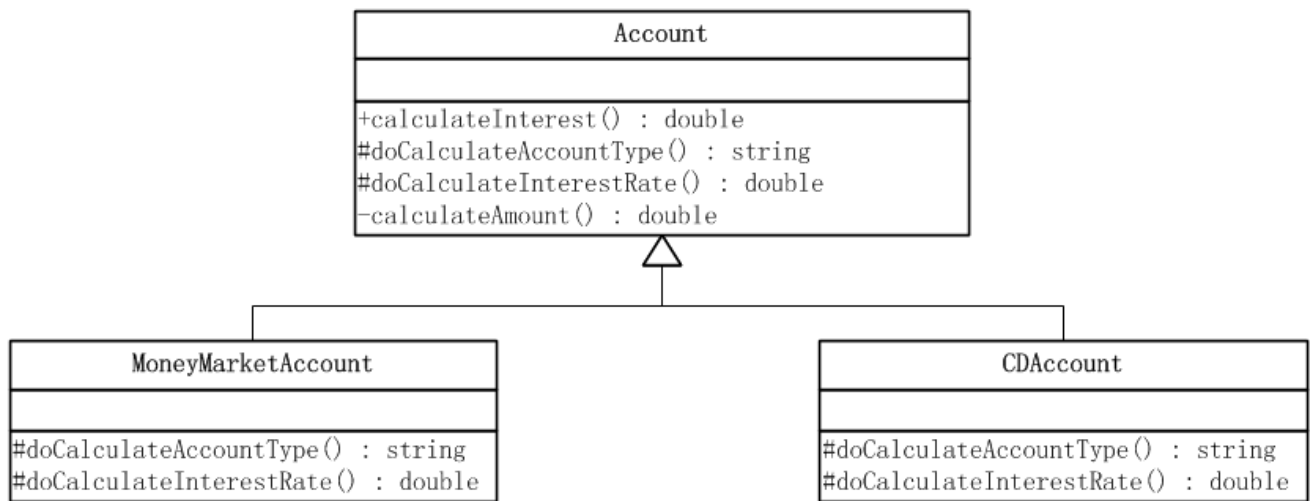 Account
+calculateInterest() : double
#doCalculateAccountType() : string
#doCalculateInterestRate() : double
-calculateAmount() : double
MoneyMarketAccount
#doCalculateAccountType() : string
#doCalculateInterestRate() : double
CDAccount
#doCalculateAccountType() : string
#doCalculateInterestRate() : double